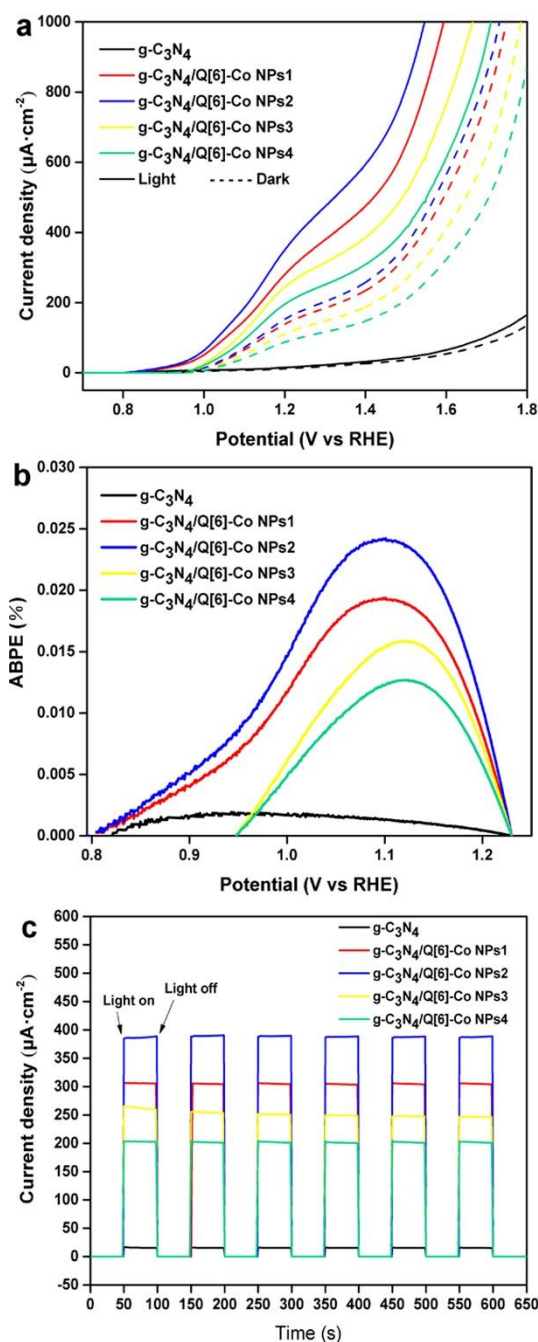 a
g-C₃N₄
g-C₃N₄/Q[6]-Co NPs1
g-C₃N₄/Q[6]-Co NPs2
g-C₃N₄/Q[6]-Co NPs3
g-C₃N₄/Q[6]-Co NPs4
Light Dark
Current density (μA·cm⁻²)
1000
800
600
400
200
0
0.8 1.0 1.2 1.4 1.6 1.8
Potential (V vs RHE)
b
g-C₃N₄
g-C₃N₄/Q[6]-Co NPs1
g-C₃N₄/Q[6]-Co NPs2
g-C₃N₄/Q[6]-Co NPs3
g-C₃N₄/Q[6]-Co NPs4
ABPE (%)
0.030
0.025
0.020
0.015
0.010
0.005
0.000
0.8 0.9 1.0 1.1 1.2
Potential (V vs RHE)
c
g-C₃N₄
g-C₃N₄/Q[6]-Co NPs1
g-C₃N₄/Q[6]-Co NPs2
g-C₃N₄/Q[6]-Co NPs3
g-C₃N₄/Q[6]-Co NPs4
Light on
Light off
Current density (μA·cm⁻²)
600
550
500
450
400
350
300
250
200
150
100
50
0
-50
0 50 100 150 200 250 300 350 400 450 500 550 600 650
Time (s)